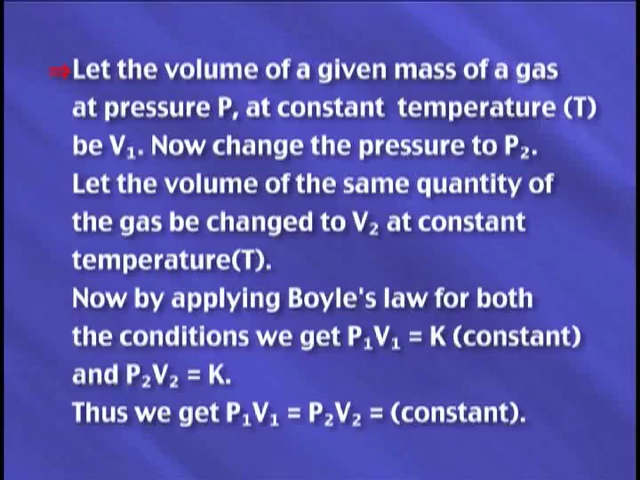 ⇒Let the volume of a given mass of a gas
at pressure P, at constant temperature (T)
be V₁. Now change the pressure to P₂.
Let the volume of the same quantity of
the gas be changed to V₂ at constant
temperature(T).
Now by applying Boyle's law for both
the conditions we get P₁V₁ = K (constant)
and P₂V₂ = K.
Thus we get P₁V₁ = P₂V₂ = (constant).